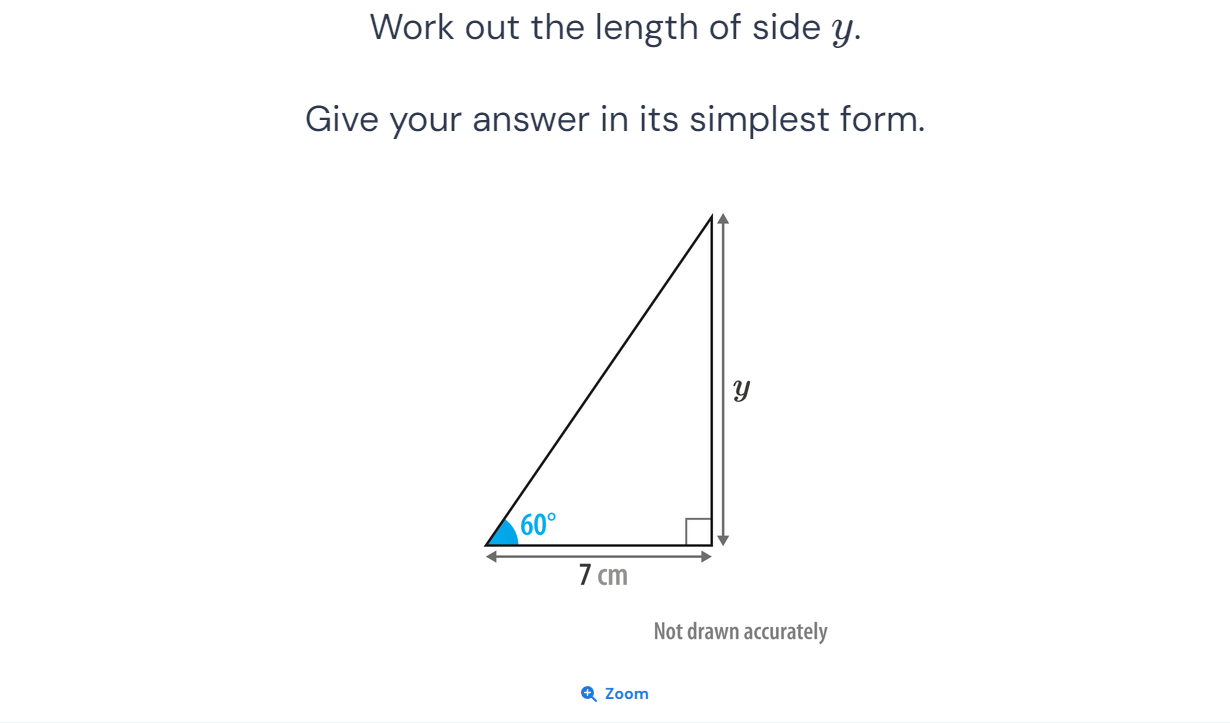 Work out the length of side y.
Give your answer in its simplest form.
y
60°
7 cm
Not drawn accurately
Zoom